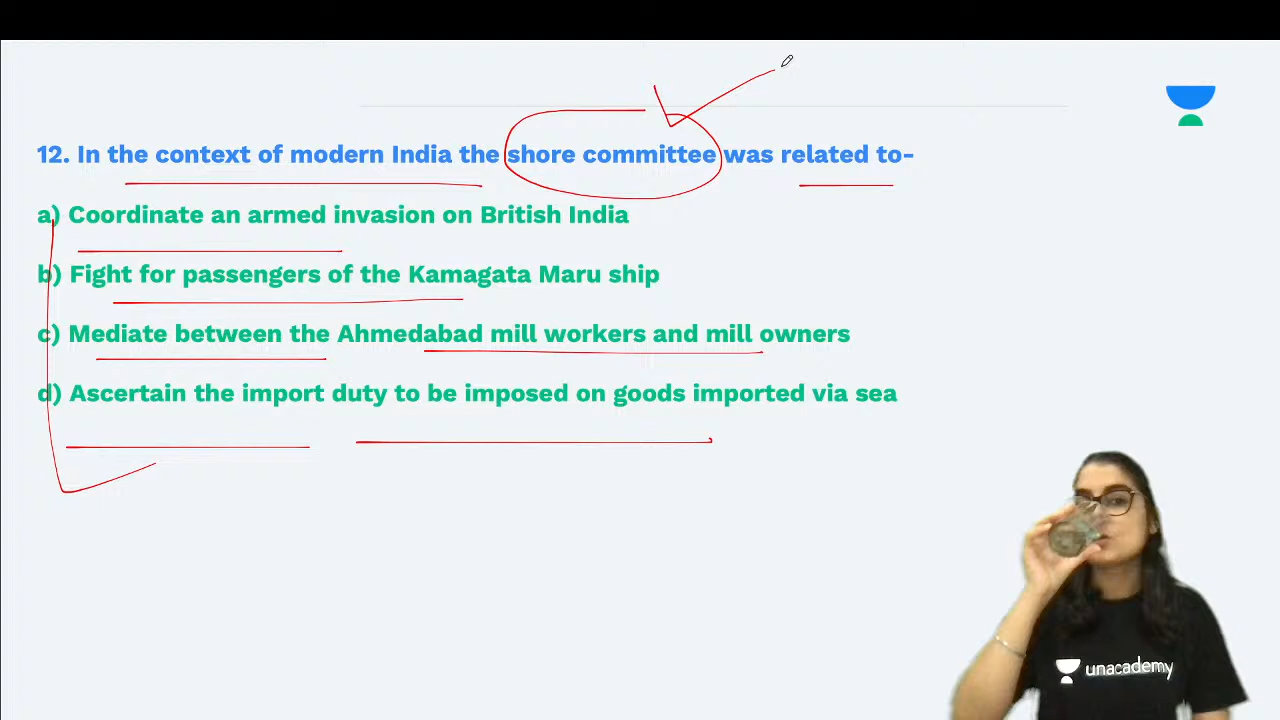 12. In the context of modern India the shore committee was related to-
a) Coordinate an armed invasion on British India
b) Fight for passengers of the Kamagata Maru ship
c) Mediate between the Ahmedabad mill workers and mill owners
d) Ascertain the import duty to be imposed on goods imported via sea
unacademy